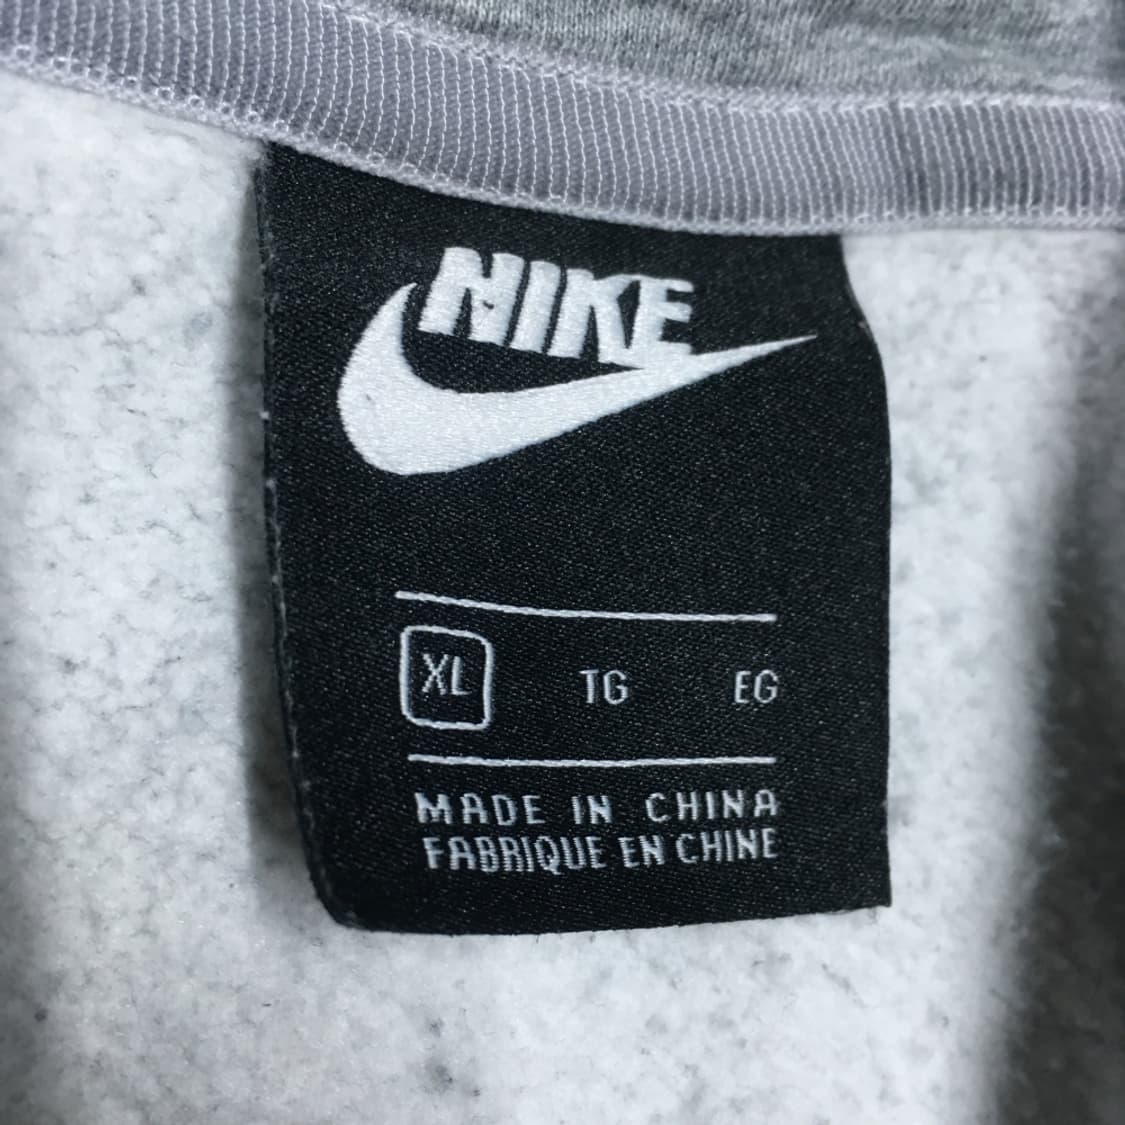 NIKE
XL TG EG
MADE IN CHINA
FABRIQUE EN CHINE